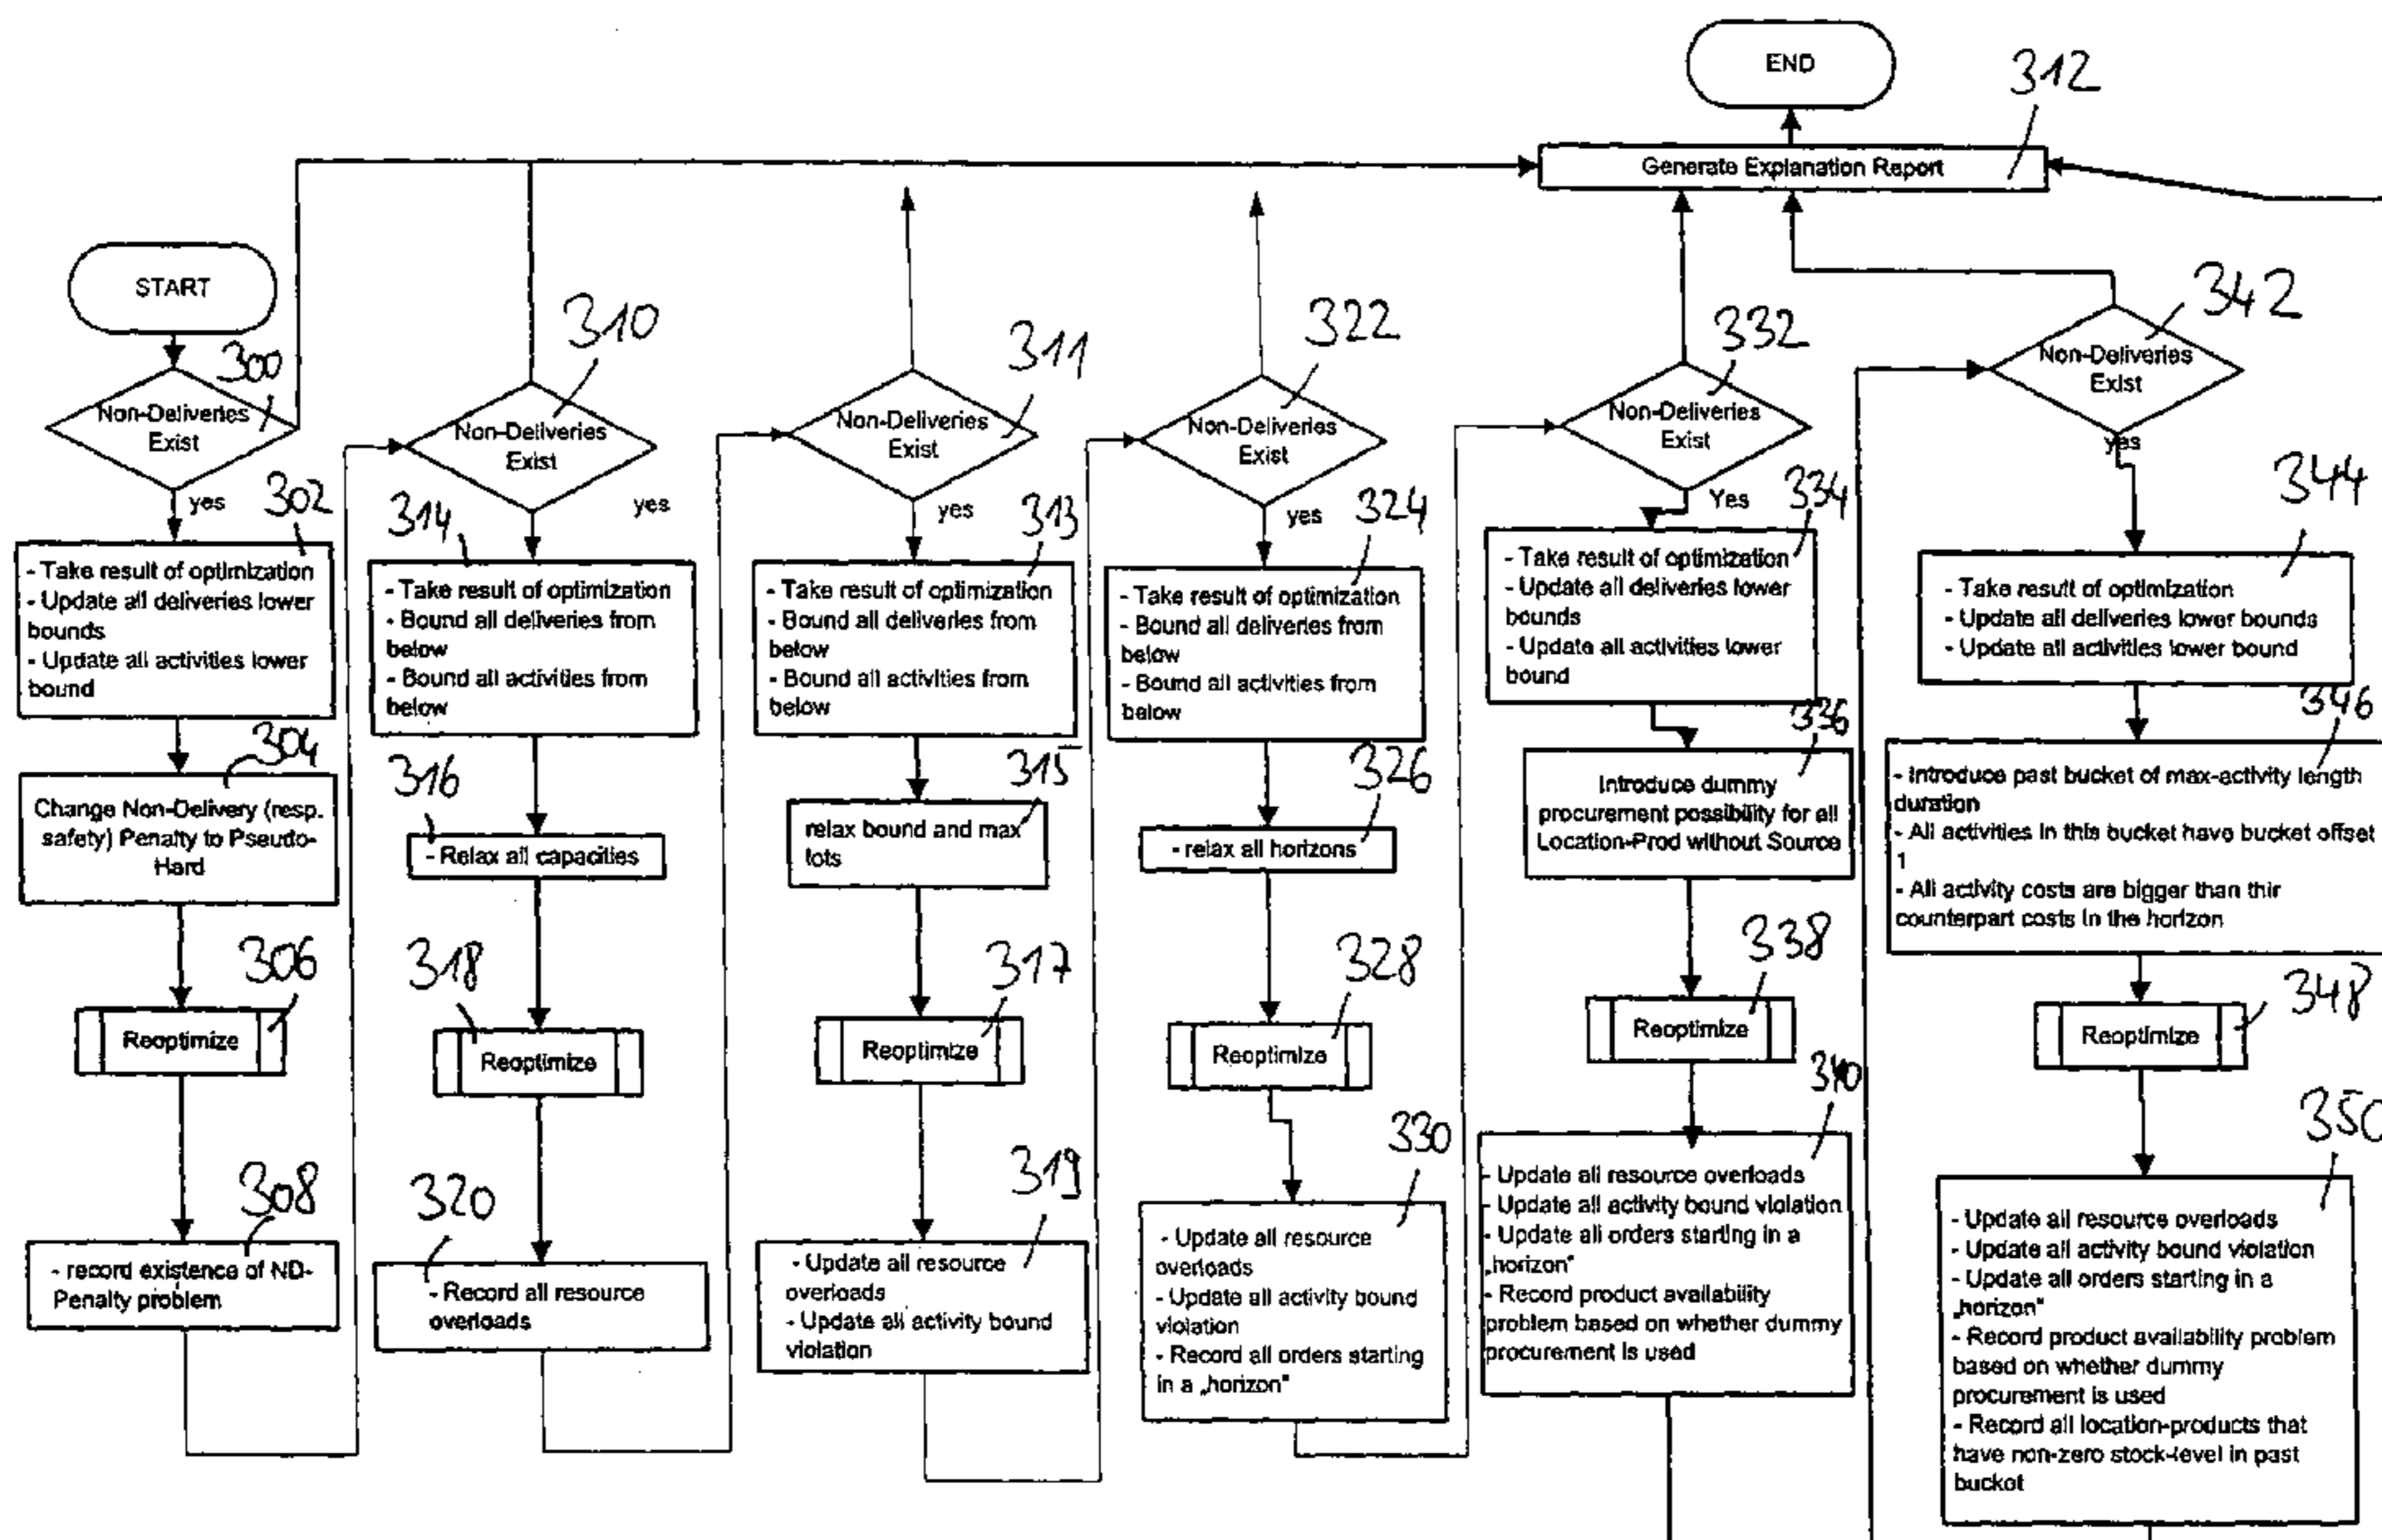 END
312
Generate Explanation Report
START
300
Non-Deliveries
Exist
yes
302
- Take result of optimization
- Update all deliveries lower
bounds
- Update all activities lower
bound
304
Change Non-Delivery (resp.
safety) Penalty to Pseudo-
Hard
306
Reoptimize
308
- record existence of ND-
Penalty problem
310
Non-Deliveries
Exist
yes
314
- Take result of optimization
- Bound all deliveries from
below
- Bound all activities from
below
316
- Relax all capacities
318
Reoptimize
320
- Record all resource
overloads
311
Non-Deliveries
Exist
yes
313
- Take result of optimization
- Bound all deliveries from
below
- Bound all activities from
below
315
relax bound and max
lots
317
Reoptimize
319
- Update all resource
overloads
- Update all activity bound
violation
322
Non-Deliveries
Exist
yes
324
- Take result of optimization
- Bound all deliveries from
below
- Bound all activities from
below
326
- relax all horizons
328
Reoptimize
330
- Update all resource
overloads
- Update all activity bound
violation
- Record all orders starting
in a „horizon"
332
Non-Deliveries
Exist
Yes
334
- Take result of optimization
- Update all deliveries lower
bounds
- Update all activities lower
bound
336
Introduce dummy
procurement possibility for all
Location-Prod without Source
338
Reoptimize
340
- Update all resource overloads
- Update all activity bound violation
- Update all orders starting in a
„horizon"
- Record product availability
problem based on whether dummy
procurement is used
342
Non-Deliveries
Exist
yes
344
- Take result of optimization
- Update all deliveries lower bounds
- Update all activities lower bound
346
- Introduce past bucket of max-activity length
duration
- All activities in this bucket have bucket offset
1
- All activity costs are bigger than thir
counterpart costs in the horizon
348
Reoptimize
350
- Update all resource overloads
- Update all activity bound violation
- Update all orders starting in a
„horizon"
- Record product availability problem
based on whether dummy
procurement is used
- Record all location-products that
have non-zero stock-level in past
bucket